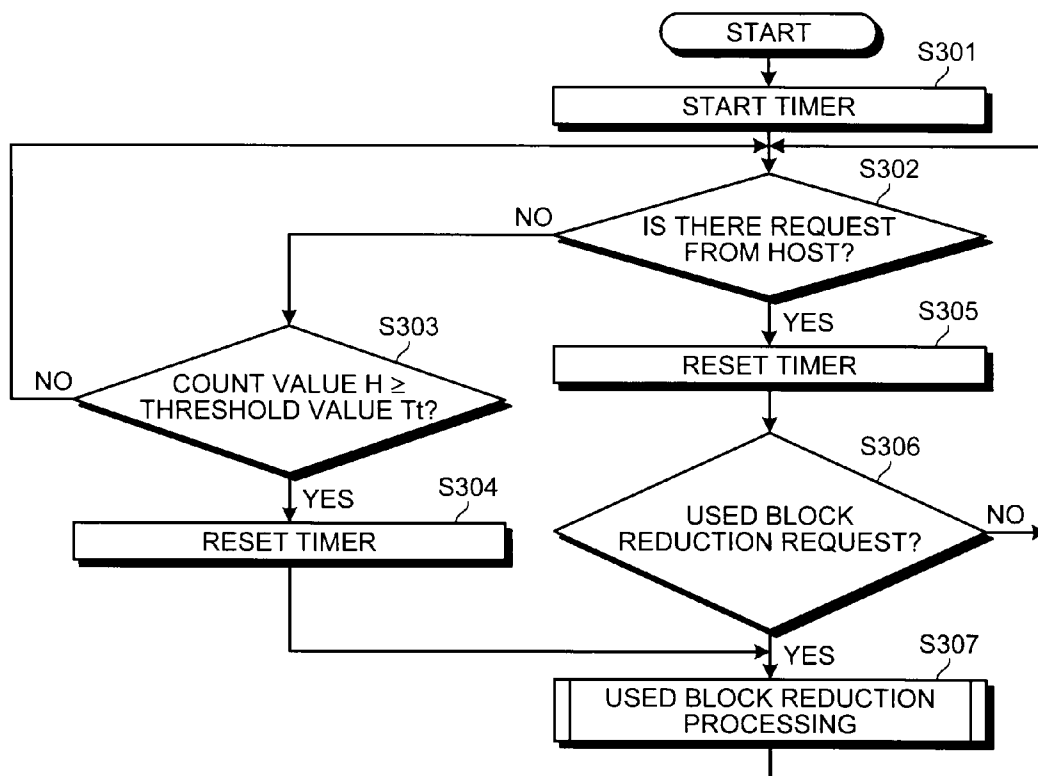 START
S301
START TIMER
S302
NO
IS THERE REQUEST
FROM HOST?
YES
S303
S305
NO
COUNT VALUE H ≥
THRESHOLD VALUE Tt?
RESET TIMER
YES
S304
S306
RESET TIMER
USED BLOCK
REDUCTION REQUEST?
NO
YES
S307
USED BLOCK REDUCTION
PROCESSING